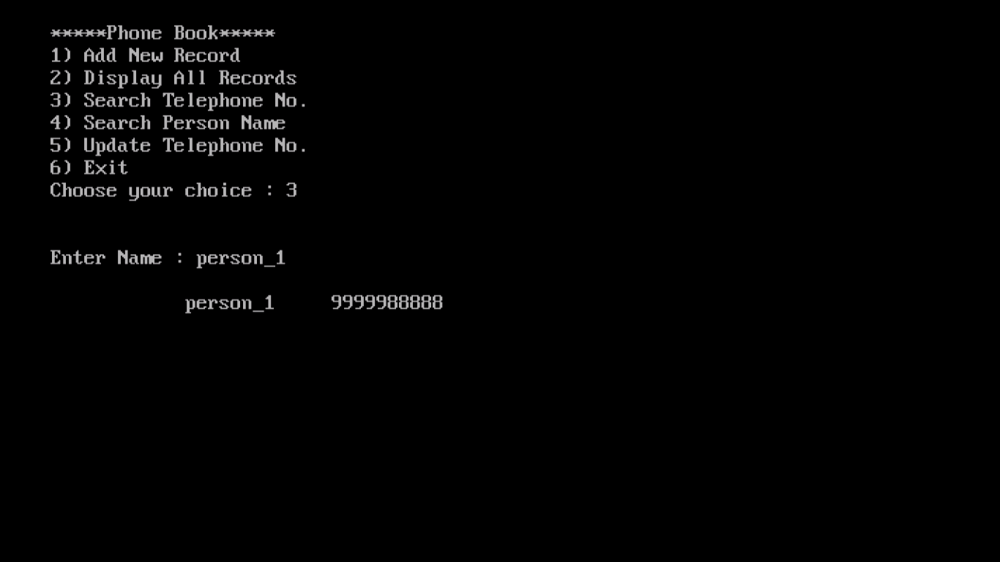 *****Phone Book*****
1) Add New Record
2) Display All Records
3) Search Telephone No.
4) Search Person Name
5) Update Telephone No.
6) Exit
Choose your choice : 3
Enter Name : person_1
person_1     9999988888